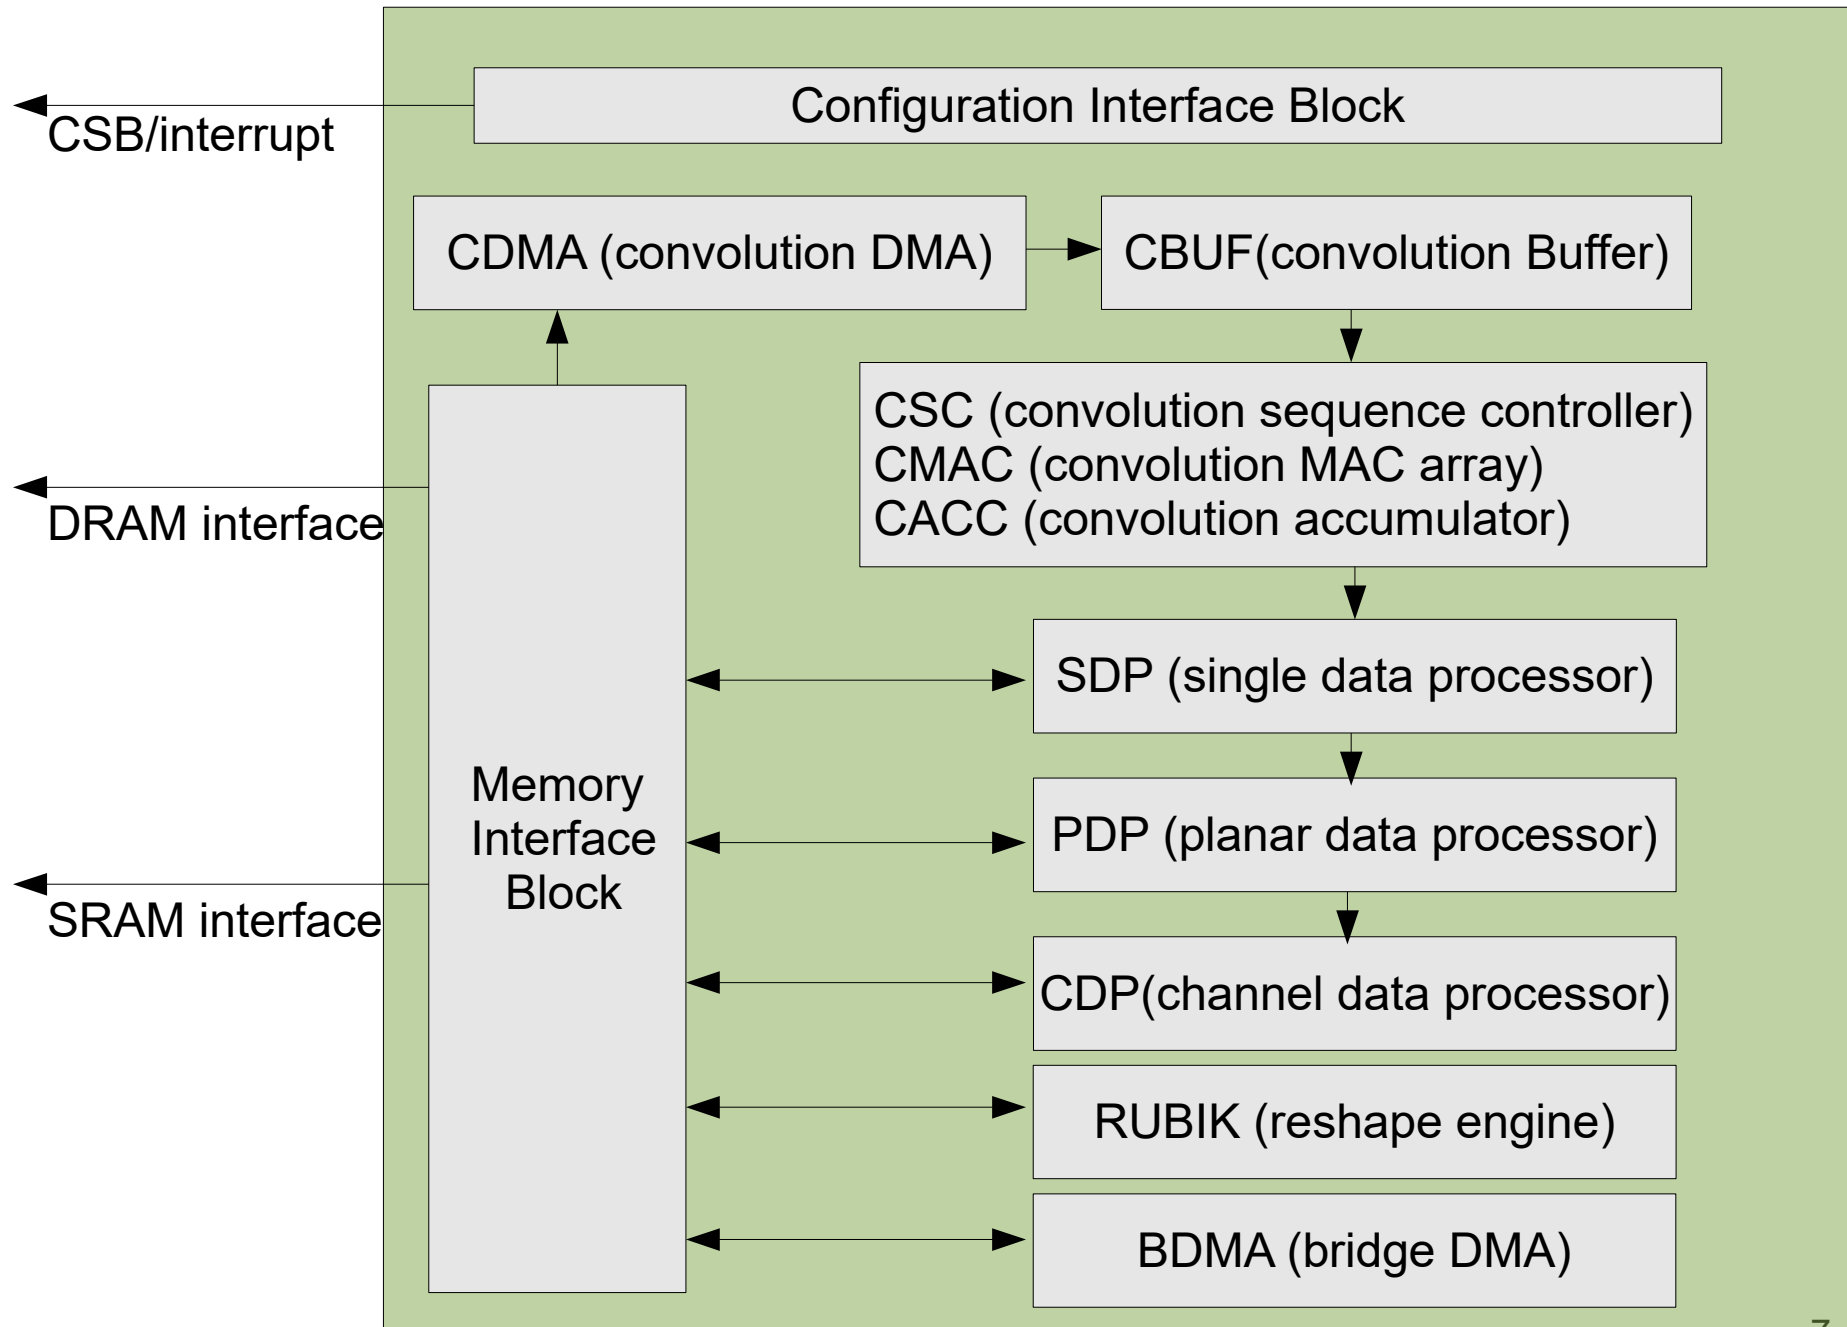 Configuration Interface Block
CSB/interrupt
CDMA (convolution DMA)
CBUF(convolution Buffer)
CSC (convolution sequence controller)
CMAC (convolution MAC array)
CACC (convolution accumulator)
DRAM interface
SDP (single data processor)
Memory
Interface
Block
PDP (planar data processor)
SRAM interface
CDP(channel data processor)
RUBIK (reshape engine)
BDMA (bridge DMA)
7